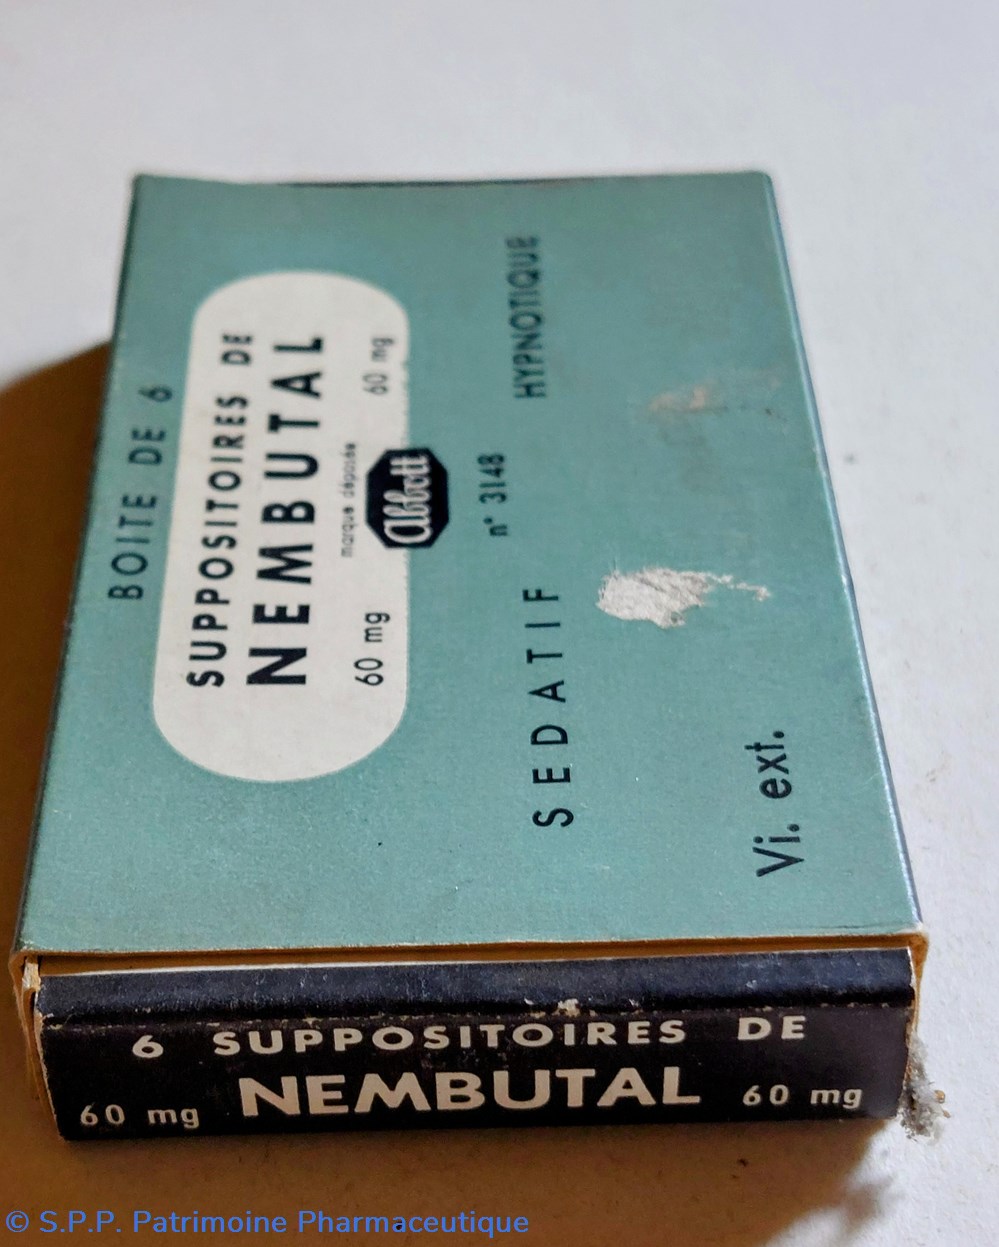 BOITE DE 6
SUPPOSITOIRES DE
NEMBUTAL
marque déposée
60 mg 60 mg
Abbott
n° 3148
SEDATIF HYPNOTIQUE
Vi. ext.
6 SUPPOSITOIRES DE
NEMBUTAL
60 mg 60 mg
© S.P.P. Patrimoine Pharmaceutique